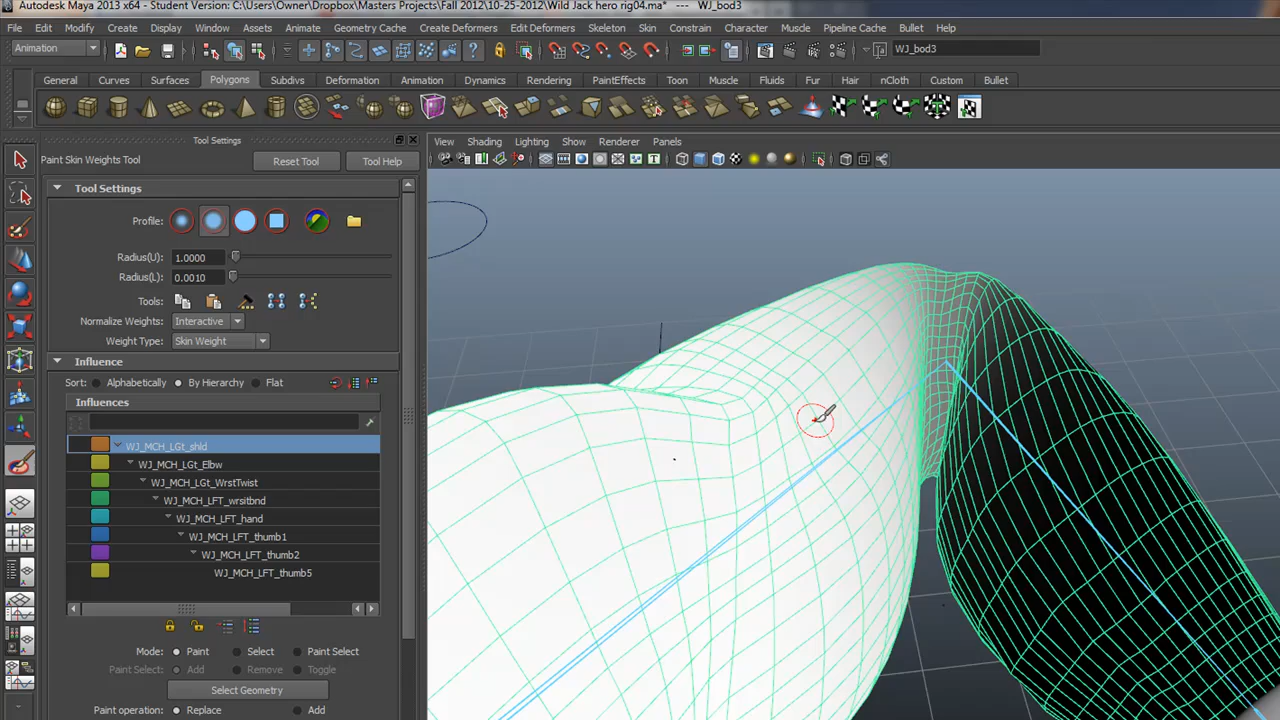 Autodesk Maya 2013 x64 - Student Version: C:\Users\Owner\Dropbox\Masters Projects\Fall 2012\10-25-2012\Wild Jack hero rig04.ma* --- WJ_bod3
File Edit Modify Create Display Window Assets Animate Geometry Cache Create Deformers Edit Deformers Skeleton Skin Constrain Character Muscle Pipeline Cache Bullet Help
Animation WJ_bod3
General Curves Surfaces Polygons Subdivs Deformation Animation Dynamics Rendering PaintEffects Toon Muscle Fluids Fur Hair nCloth Custom Bullet
Tool Settings
View Shading Lighting Show Renderer Panels
Paint Skin Weights Tool Reset Tool Tool Help
Tool Settings
Profile:
Radius(U): 1.0000
Radius(L): 0.0010
Tools:
Normalize Weights: Interactive
Weight Type: Skin Weight
Influence
Sort: Alphabetically By Hierarchy Flat
Influences
WJ_MCH_LGt_shld
WJ_MCH_LGt_Elbw
WJ_MCH_LGt_WrstTwist
WJ_MCH_LFT_wrsitbnd
WJ_MCH_LFT_hand
WJ_MCH_LFT_thumb1
WJ_MCH_LFT_thumb2
WJ_MCH_LFT_thumb5
Mode: Paint Select Paint Select
Paint Select: Add Remove Toggle
Select Geometry
Paint operation: Replace Add